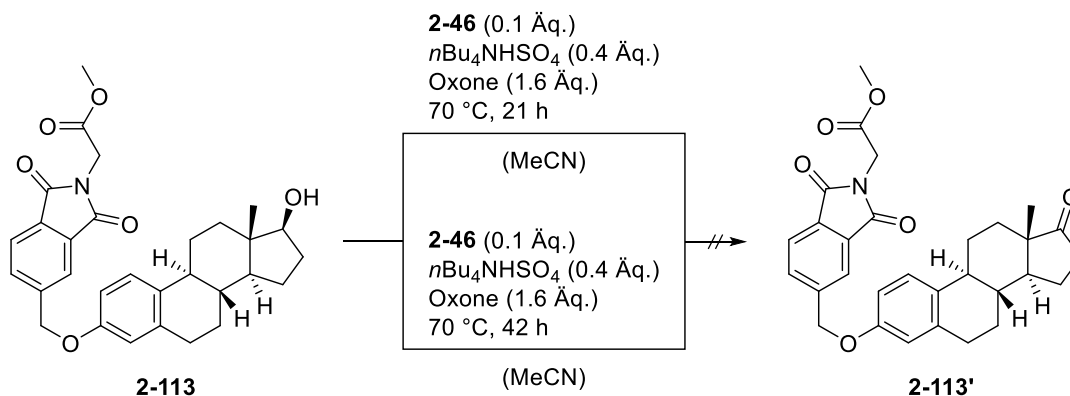 2-46 (0.1 Äq.)
nBu4NHSO4 (0.4 Äq.)
Oxone (1.6 Äq.)
70 °C, 21 h
(MeCN)
2-46 (0.1 Äq.)
nBu4NHSO4 (0.4 Äq.)
Oxone (1.6 Äq.)
70 °C, 42 h
(MeCN)
O
O
O
N
O
O
OH
H
H
H
2-113
O
O
O
N
O
O
O
H
H
H
2-113'